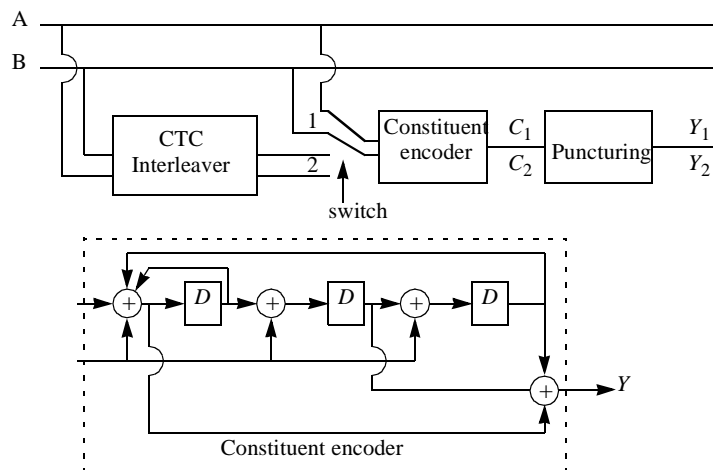 A
B
CTC
Interleaver
1
2
switch
Constituent
encoder
C1
C2
Puncturing
Y1
Y2
+
D
+
D
+
D
+
Y
Constituent encoder